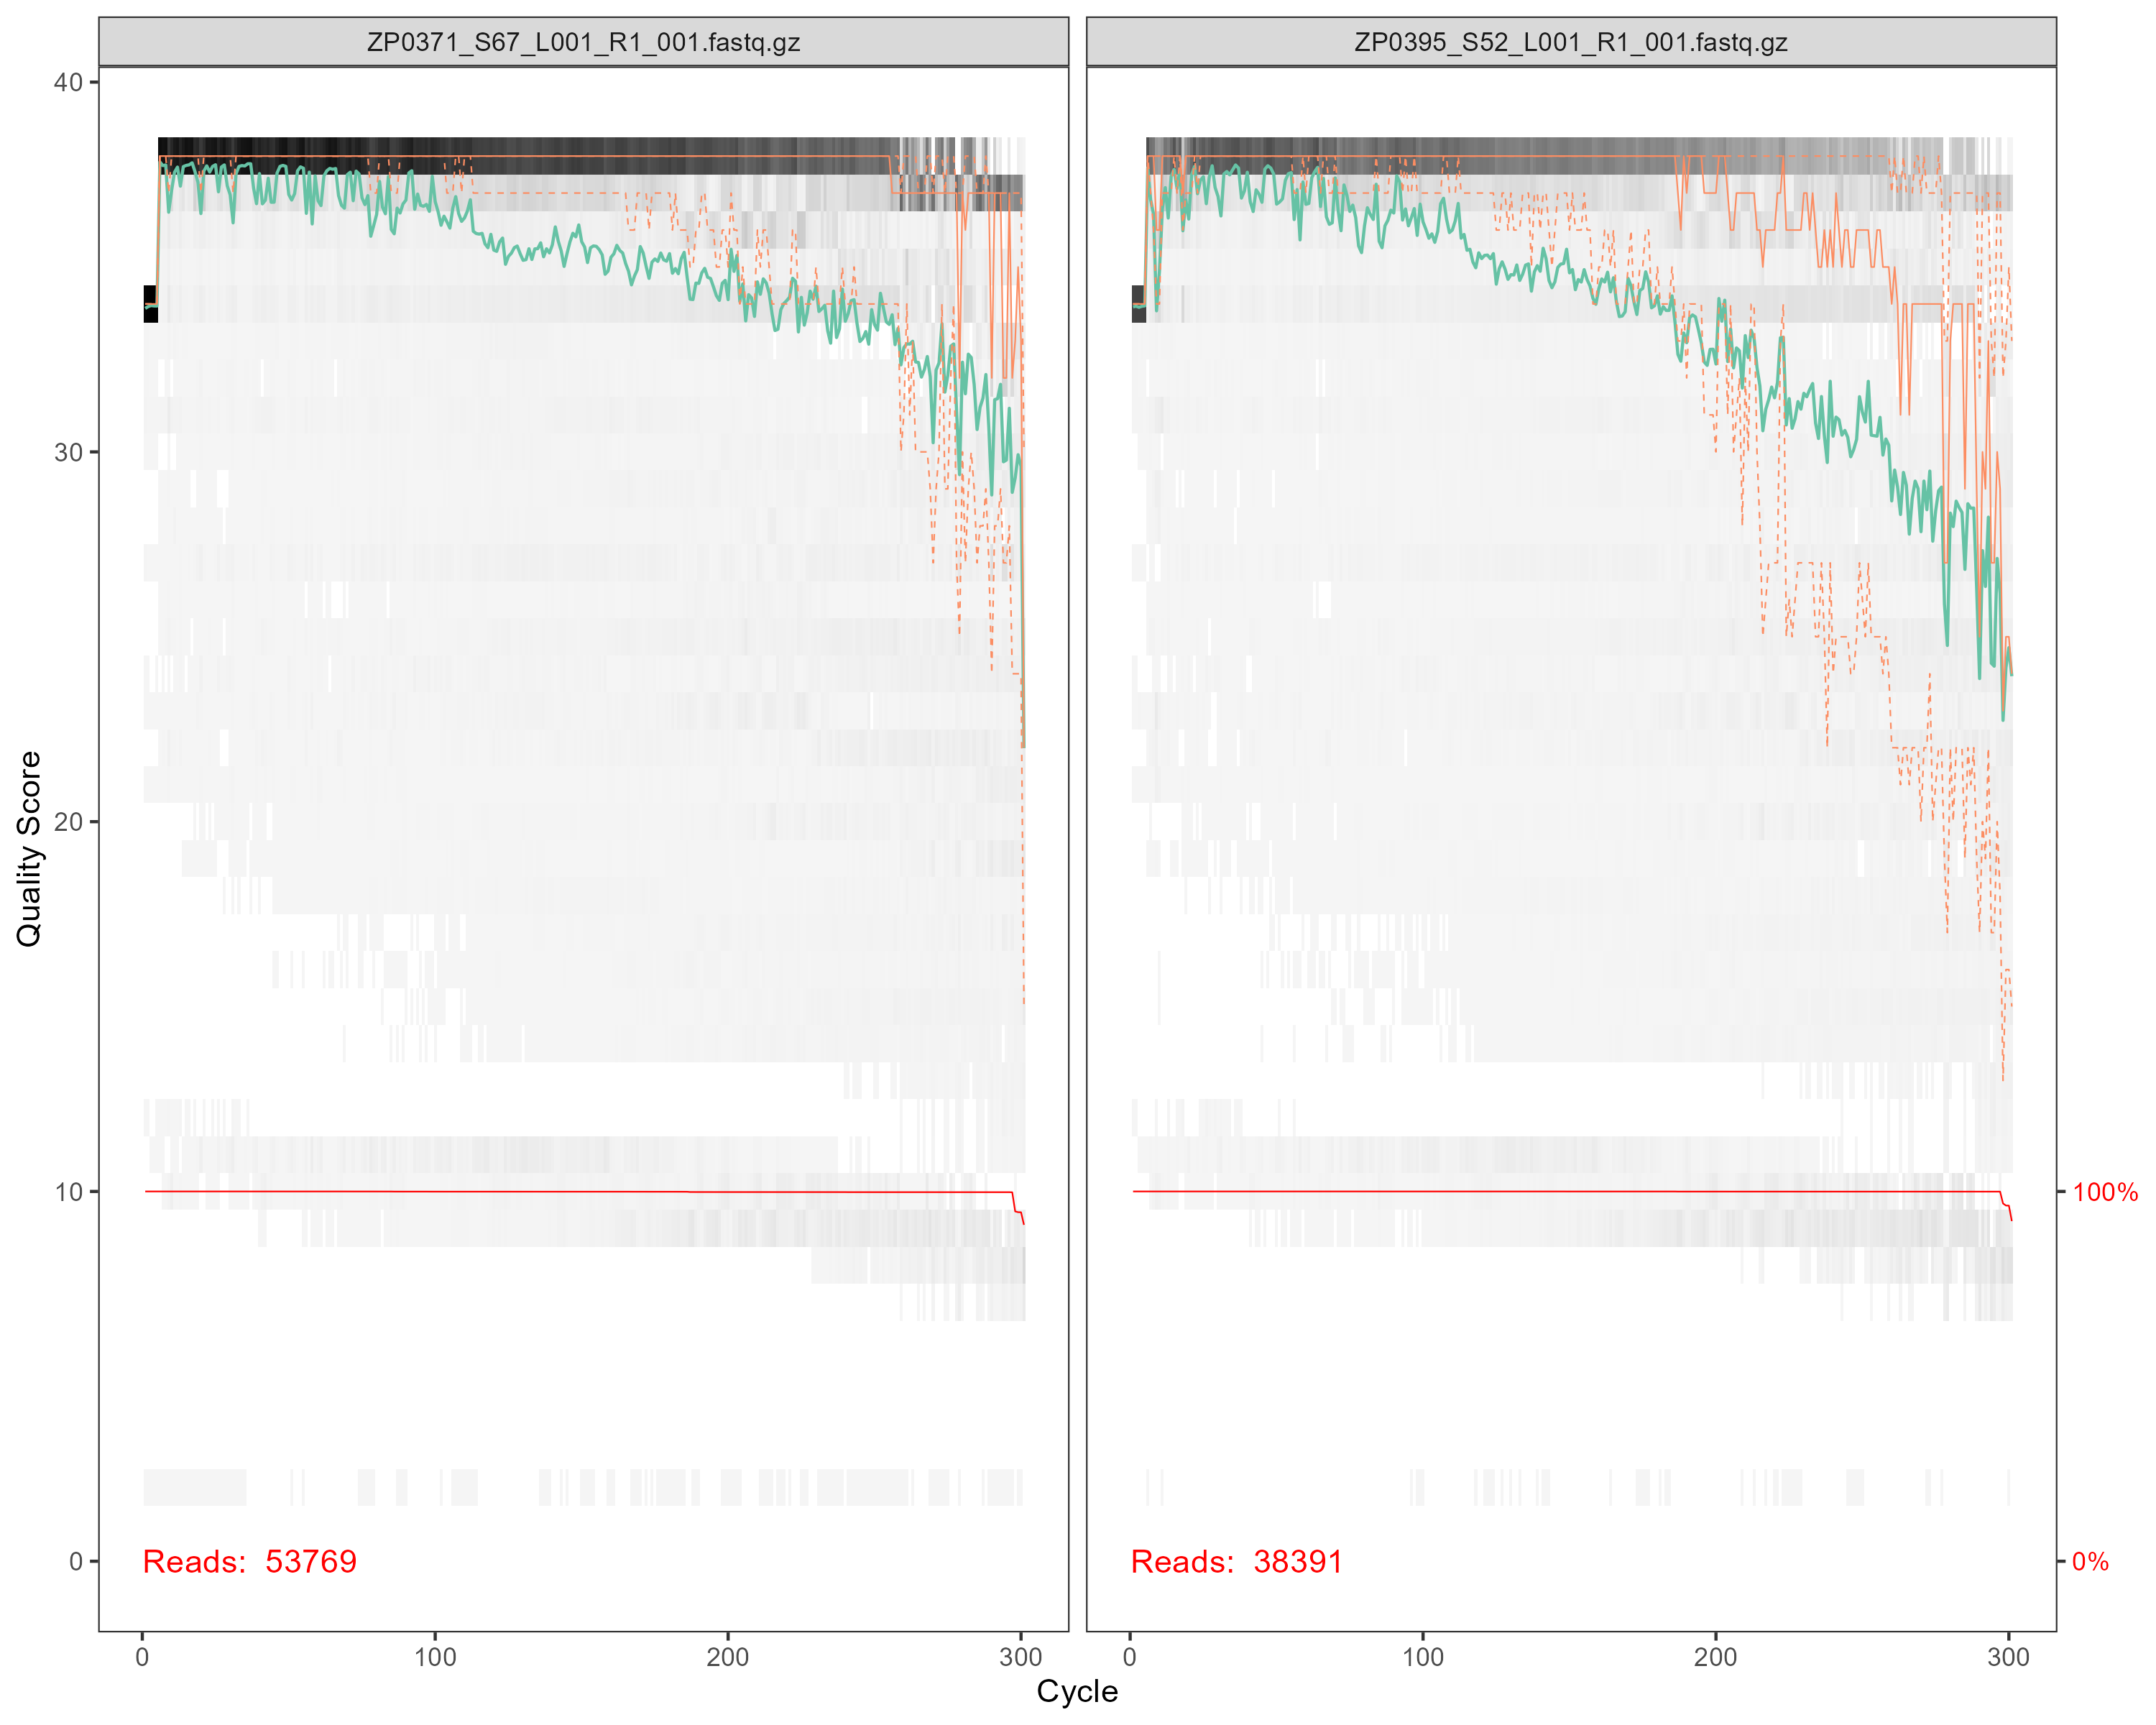 ZP0371_S67_L001_R1_001.fastq.gz
ZP0395_S52_L001_R1_001.fastq.gz
40
30
20
10
0
Quality Score
100%
0%
Reads: 53769
Reads: 38391
0 100 200 300
0 100 200 300
Cycle